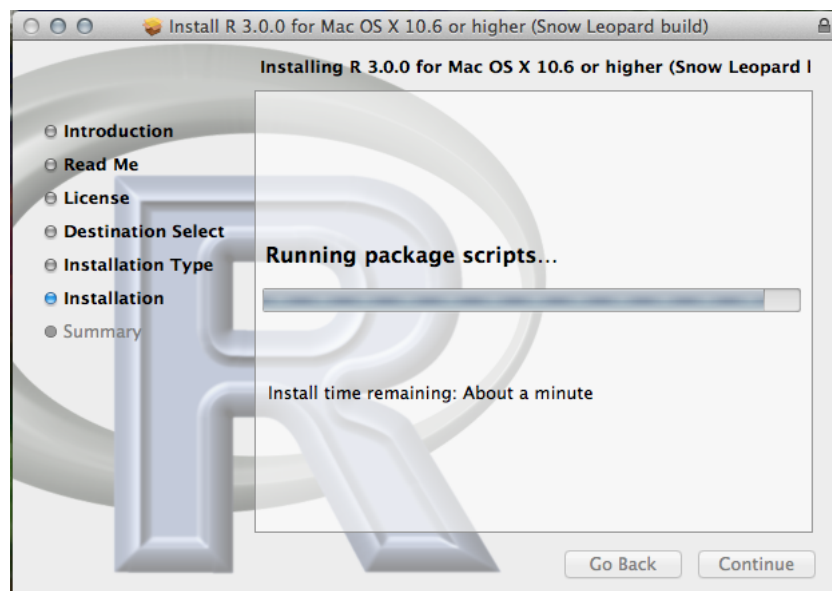 Install R 3.0.0 for Mac OS X 10.6 or higher (Snow Leopard build)
Installing R 3.0.0 for Mac OS X 10.6 or higher (Snow Leopard l
Introduction
Read Me
License
Destination Select
Installation Type
Installation
Summary
Running package scripts...
Install time remaining: About a minute
R
Go Back
Continue